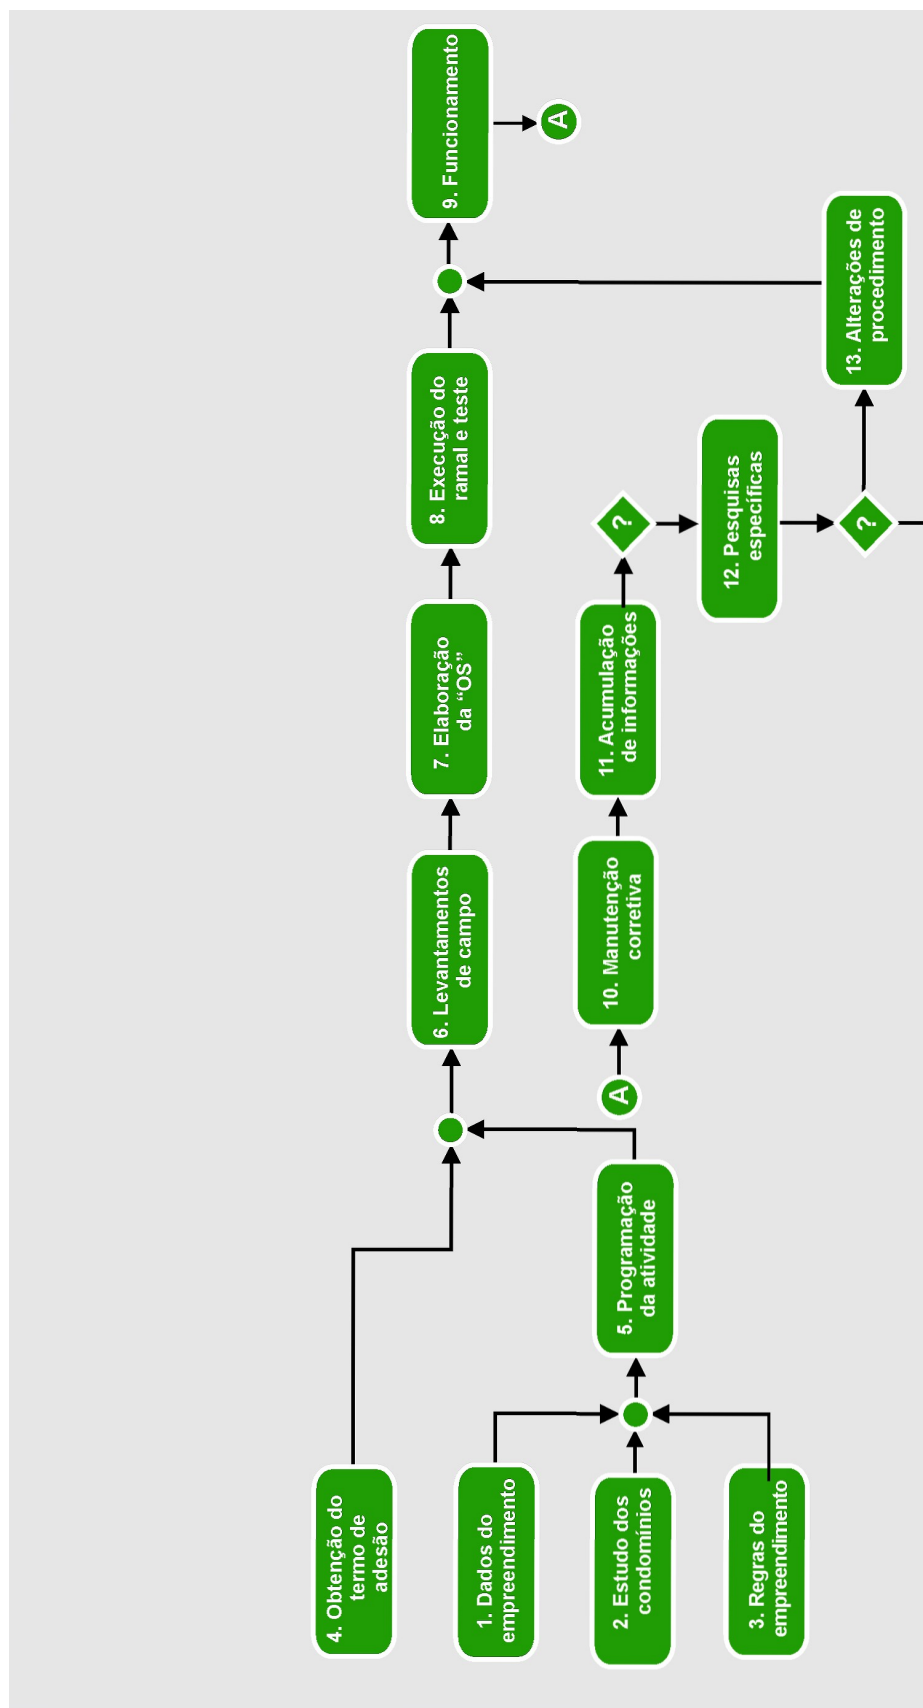 4. Obtenção do
termo de
adesão
1. Dados do
empreendimento
2. Estudo dos
condomínios
3. Regras do
empreendimento
5. Programação
da atividade
6. Levantamentos
de campo
7. Elaboração
da “OS”
8. Execução do
ramal e teste
9. Funcionamento
A
A
10. Manutenção
corretiva
11. Acumulação
de informações
?
12. Pesquisas
específicas
?
13. Alterações de
procedimento